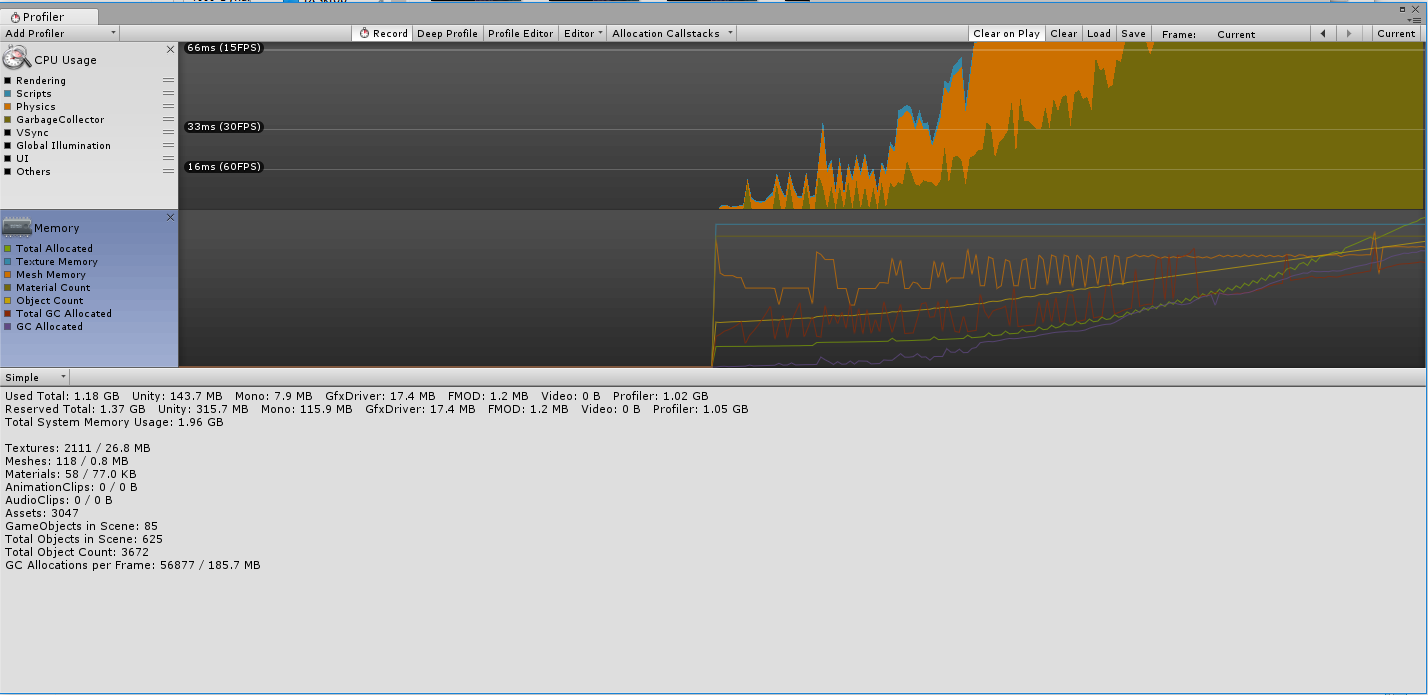 Profiler
Add Profiler Record Deep Profile Profile Editor Editor Allocation Callstacks Clear on Play Clear Load Save Frame: Current Current
CPU Usage
Rendering
Scripts
Physics
GarbageCollector
VSync
Global Illumination
UI
Others
66ms (15FPS)
33ms (30FPS)
16ms (60FPS)
Memory
Total Allocated
Texture Memory
Mesh Memory
Material Count
Object Count
Total GC Allocated
GC Allocated
Simple
Used Total: 1.18 GB Unity: 143.7 MB Mono: 7.9 MB GfxDriver: 17.4 MB FMOD: 1.2 MB Video: 0 B Profiler: 1.02 GB
Reserved Total: 1.37 GB Unity: 315.7 MB Mono: 115.9 MB GfxDriver: 17.4 MB FMOD: 1.2 MB Video: 0 B Profiler: 1.05 GB
Total System Memory Usage: 1.96 GB
Textures: 2111 / 26.8 MB
Meshes: 118 / 0.8 MB
Materials: 58 / 77.0 KB
AnimationClips: 0 / 0 B
AudioClips: 0 / 0 B
Assets: 3047
GameObjects in Scene: 85
Total Objects in Scene: 625
Total Object Count: 3672
GC Allocations per Frame: 56877 / 185.7 MB